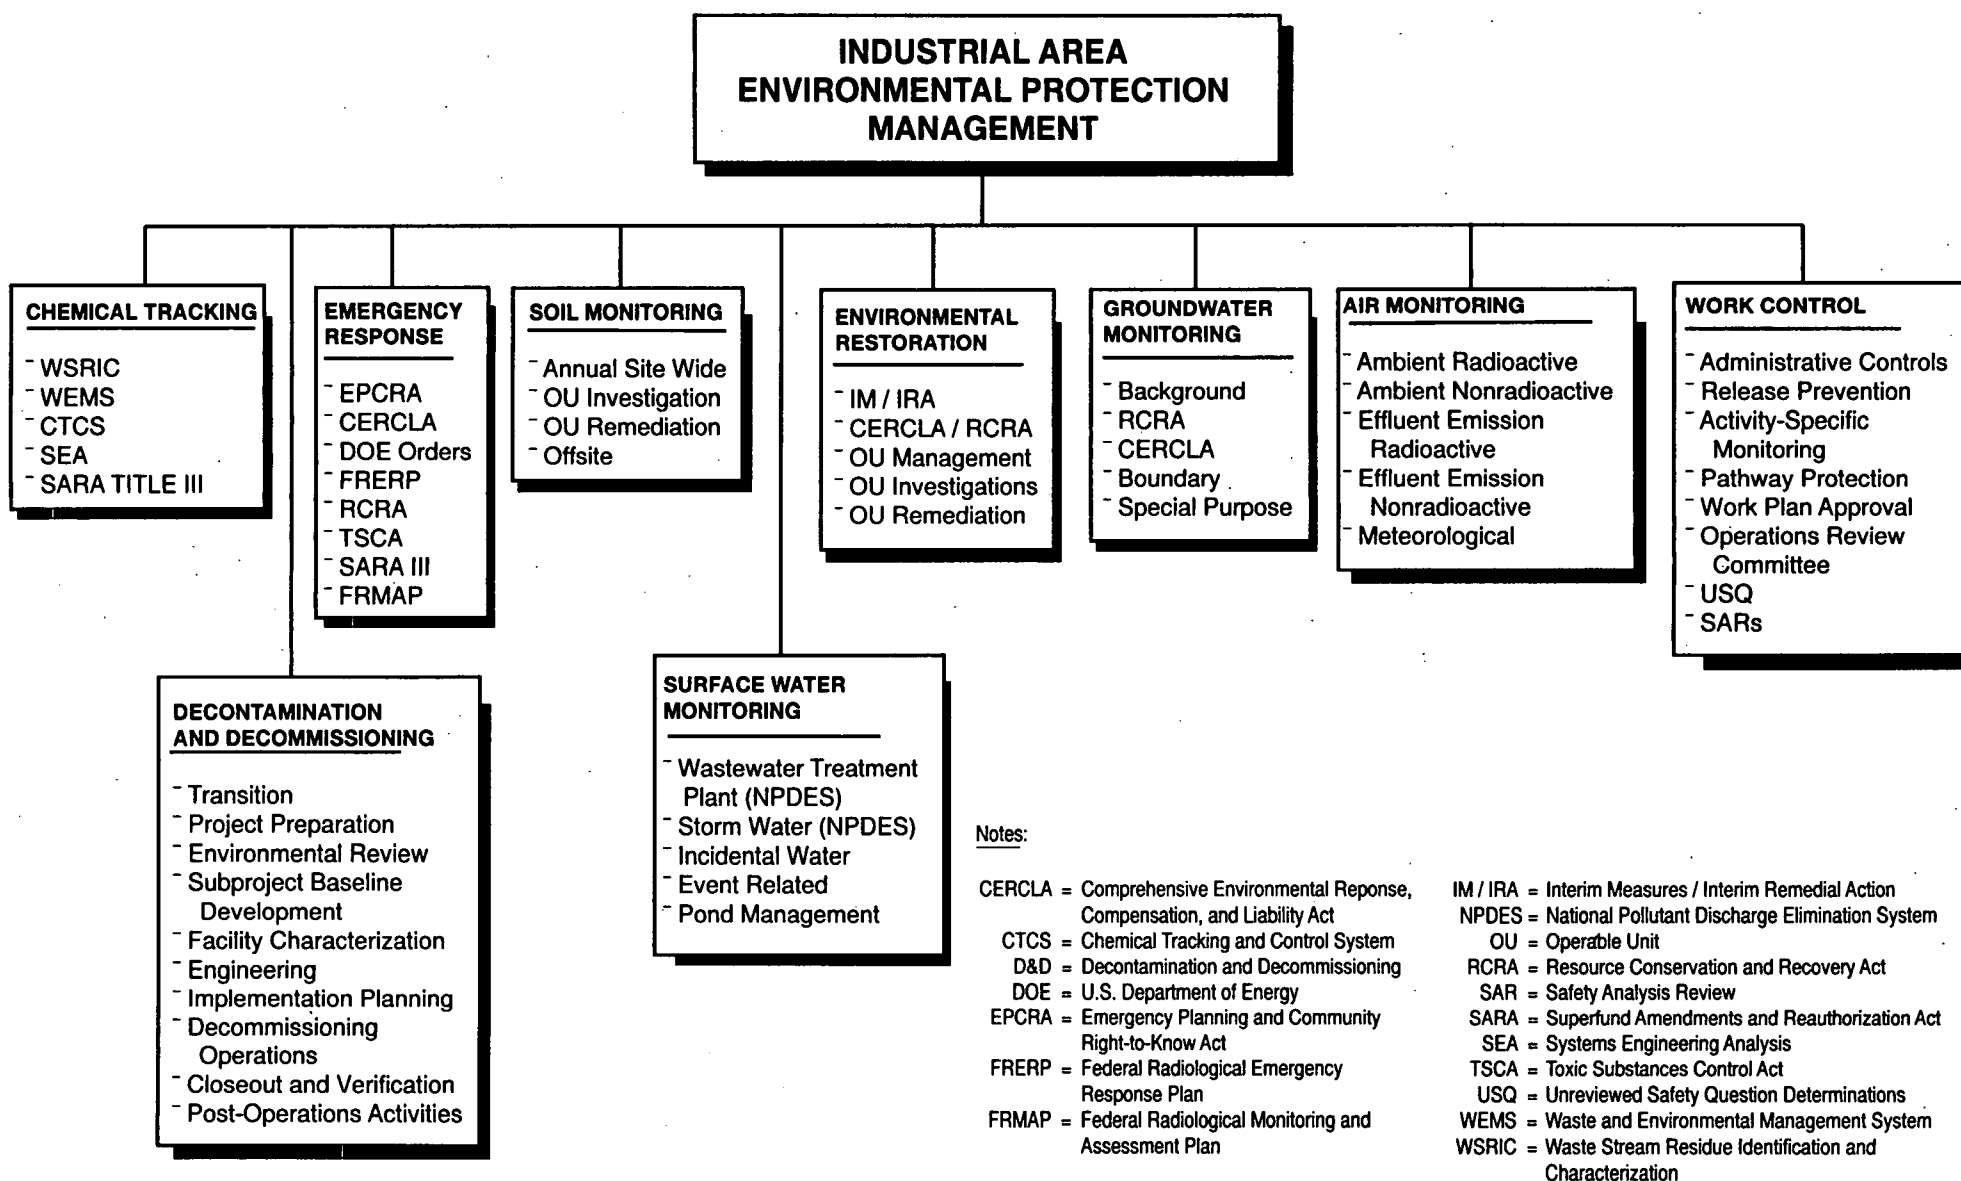 INDUSTRIAL AREA
ENVIRONMENTAL PROTECTION
MANAGEMENT
CHEMICAL TRACKING
- WSRIC
- WEMS
- CTCS
- SEA
- SARA TITLE III
EMERGENCY
RESPONSE
- EPCRA
- CERCLA
- DOE Orders
- FRERP
- RCRA
- TSCA
- SARA III
- FRMAP
SOIL MONITORING
- Annual Site Wide
- OU Investigation
- OU Remediation
- Offsite
ENVIRONMENTAL
RESTORATION
- IM / IRA
- CERCLA / RCRA
- OU Management
- OU Investigations
- OU Remediation
GROUNDWATER
MONITORING
- Background
- RCRA
- CERCLA
- Boundary
- Special Purpose
AIR MONITORING
- Ambient Radioactive
- Ambient Nonradioactive
- Effluent Emission
Radioactive
- Effluent Emission
Nonradioactive
- Meteorological
WORK CONTROL
- Administrative Controls
- Release Prevention
- Activity-Specific
Monitoring
- Pathway Protection
- Work Plan Approval
- Operations Review
Committee
- USQ
- SARs
DECONTAMINATION
AND DECOMMISSIONING
- Transition
- Project Preparation
- Environmental Review
- Subproject Baseline
Development
- Facility Characterization
- Engineering
- Implementation Planning
- Decommissioning
Operations
- Closeout and Verification
- Post-Operations Activities
SURFACE WATER
MONITORING
- Wastewater Treatment
Plant (NPDES)
- Storm Water (NPDES)
- Incidental Water
- Event Related
- Pond Management
Notes:
CERCLA = Comprehensive Environmental Reponse,
Compensation, and Liability Act
CTCS = Chemical Tracking and Control System
D&D = Decontamination and Decommissioning
DOE = U.S. Department of Energy
EPCRA = Emergency Planning and Community
Right-to-Know Act
FRERP = Federal Radiological Emergency
Response Plan
FRMAP = Federal Radiological Monitoring and
Assessment Plan
IM / IRA = Interim Measures / Interim Remedial Action
NPDES = National Pollutant Discharge Elimination System
OU = Operable Unit
RCRA = Resource Conservation and Recovery Act
SAR = Safety Analysis Review
SARA = Superfund Amendments and Reauthorization Act
SEA = Systems Engineering Analysis
TSCA = Toxic Substances Control Act
USQ = Unreviewed Safety Question Determinations
WEMS = Waste and Environmental Management System
WSRIC = Waste Stream Residue Identification and
Characterization